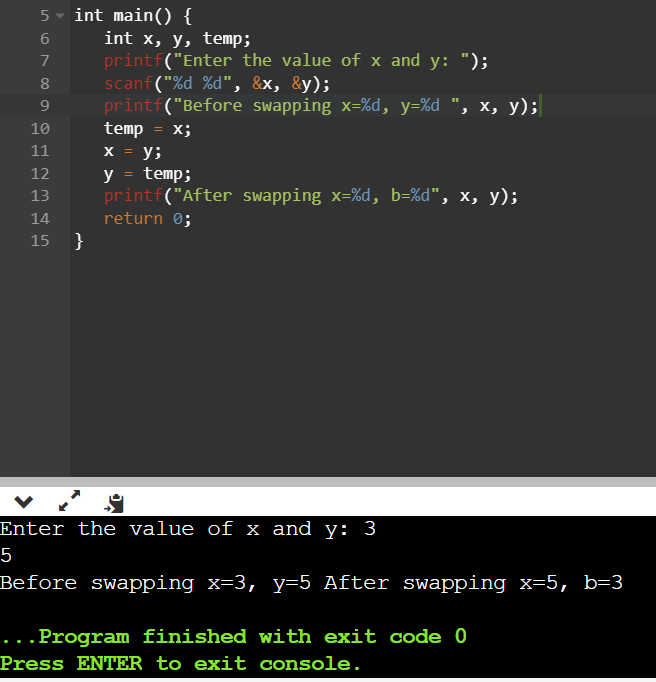 5 int main() {
6 int x, y, temp;
7 printf("Enter the value of x and y: ");
8 scanf("%d %d", &x, &y);
9 printf("Before swapping x=%d, y=%d ", x, y);
10 temp = x;
11 x = y;
12 y = temp;
13 printf("After swapping x=%d, b=%d", x, y);
14 return 0;
15 }
Enter the value of x and y: 3
5
Before swapping x=3, y=5 After swapping x=5, b=3
...Program finished with exit code 0
Press ENTER to exit console.